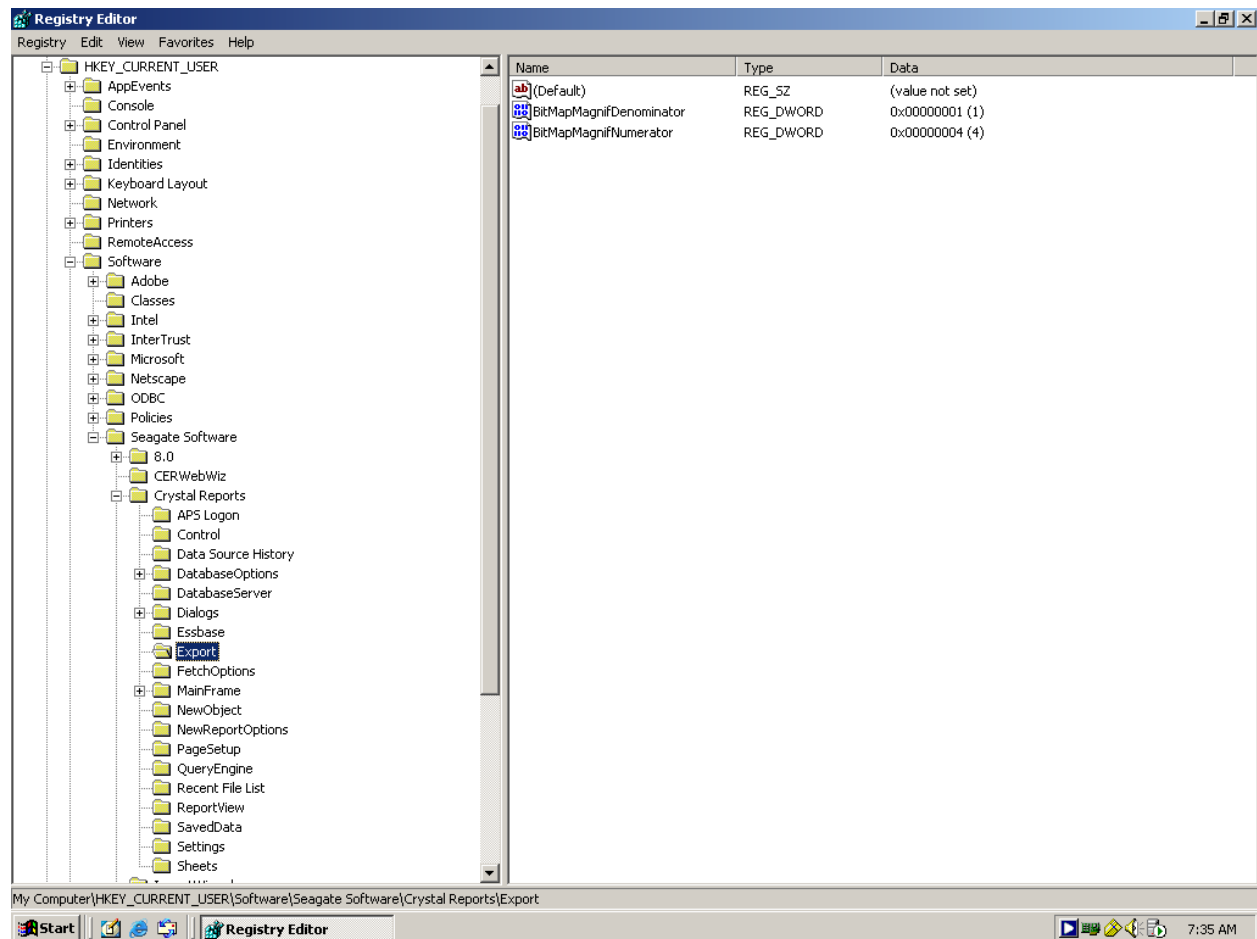 Registry Editor
Registry Edit View Favorites Help
HKEY_CURRENT_USER
AppEvents
Console
Control Panel
Environment
Identities
Keyboard Layout
Network
Printers
RemoteAccess
Software
Adobe
Classes
Intel
InterTrust
Microsoft
Netscape
ODBC
Policies
Seagate Software
8.0
CERWebWiz
Crystal Reports
APS Logon
Control
Data Source History
DatabaseOptions
DatabaseServer
Dialogs
Essbase
Export
FetchOptions
MainFrame
NewObject
NewReportOptions
PageSetup
QueryEngine
Recent File List
ReportView
SavedData
Settings
Sheets
Name Type Data
(Default) REG_SZ (value not set)
BitMapMagnifDenominator REG_DWORD 0x00000001 (1)
BitMapMagnifNumerator REG_DWORD 0x00000004 (4)
My Computer\HKEY_CURRENT_USER\Software\Seagate Software\Crystal Reports\Export
Start Registry Editor 7:35 AM